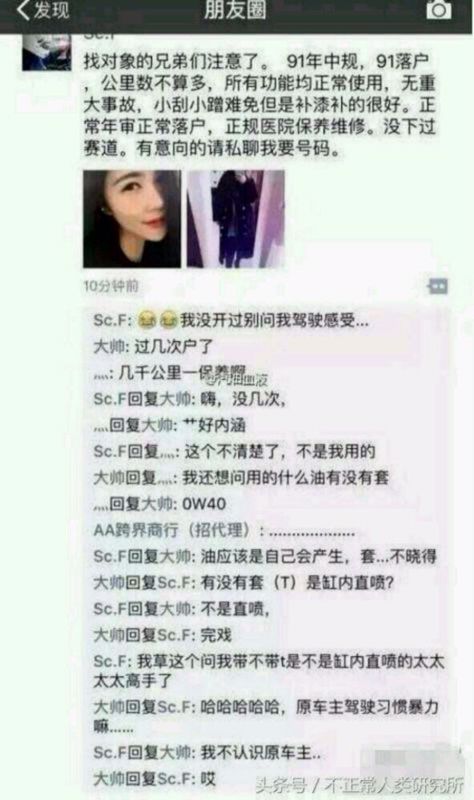 发现
朋友圈
Sc.F
找对象的兄弟们注意了。 91年中规，91落户
，公里数不算多，所有功能均正常使用，无重
大事故，小刮小蹭难免但是补漆补的很好。正
常年审正常落户，正规医院保养维修。没下过
赛道。有意向的请私聊我要号码。
10分钟前
Sc.F: 😂😂我没开过别问我驾驶感受...
大帅: 过几次户了
灬: 几千公里一保养啊
Sc.F回复大帅: 嗨，没几次，
灬回复大帅: 艹好内涵
Sc.F回复灬: 这个不清楚了，不是我用的
大帅回复灬: 我还想问用的什么油有没有套
灬回复大帅: 0W40
AA跨界商行（招代理）: ...................
Sc.F回复大帅: 油应该是自己会产生，套...不晓得
大帅回复Sc.F: 有没有套（T）是缸内直喷？
Sc.F回复大帅: 不是直喷，
大帅回复Sc.F: 完戏
Sc.F回复大帅: 我草这个问我带不带t是不是缸内直喷的太太
太太高手了
大帅回复Sc.F: 哈哈哈哈哈，原车主驾驶习惯暴力
嘛......
Sc.F回复大帅: 我不认识原车主..
大帅回复Sc.F: 哎
头条号 / 不正常人类研究所